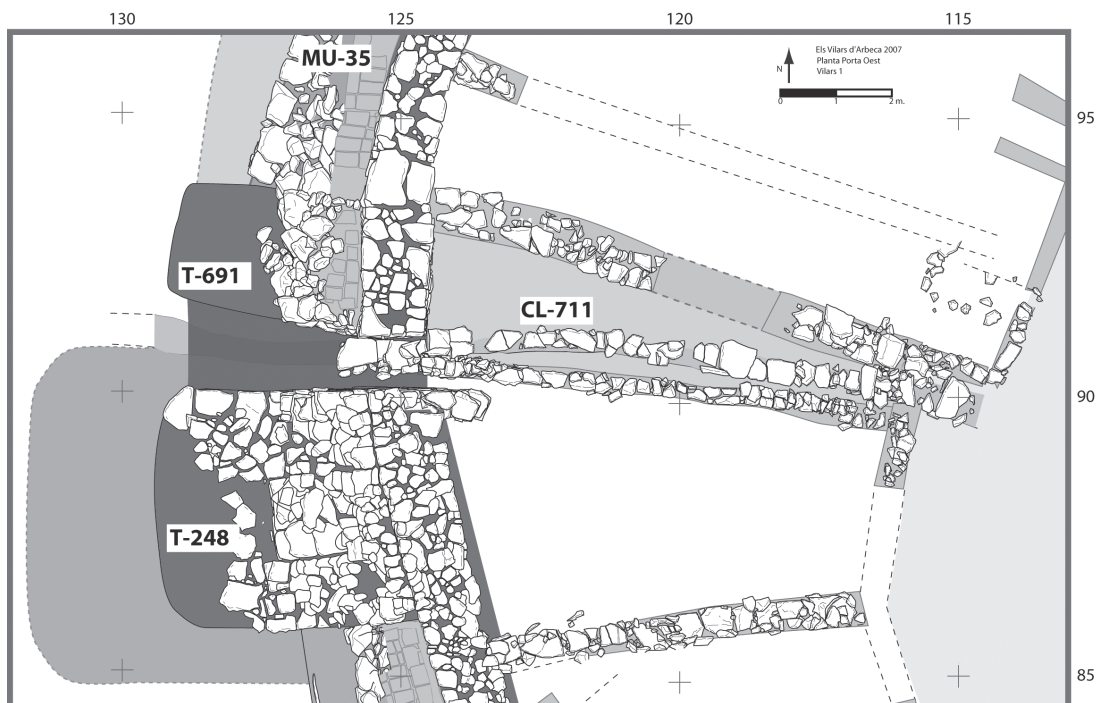 130 125 120 115
MU-35
Els Vilars d'Arbeca 2007
Planta Porta Oest
Vilars 1
N
0 1 2 m.
95
T-691
CL-711
90
T-248
85